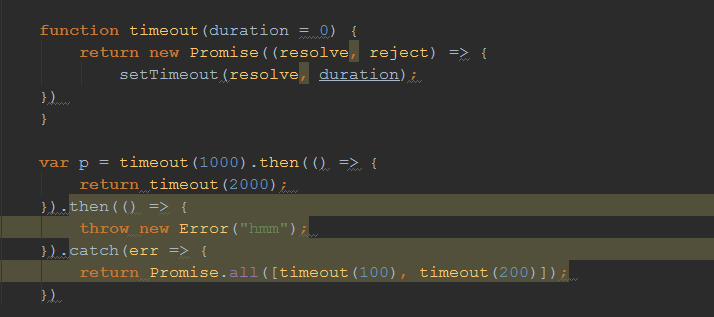 function timeout(duration = 0) {
    return new Promise((resolve, reject) => {
        setTimeout(resolve, duration);
})
}

var p = timeout(1000).then(() => {
    return timeout(2000);
}).then(() => {
    throw new Error("hmm");
}).catch(err => {
    return Promise.all([timeout(100), timeout(200)]);
})